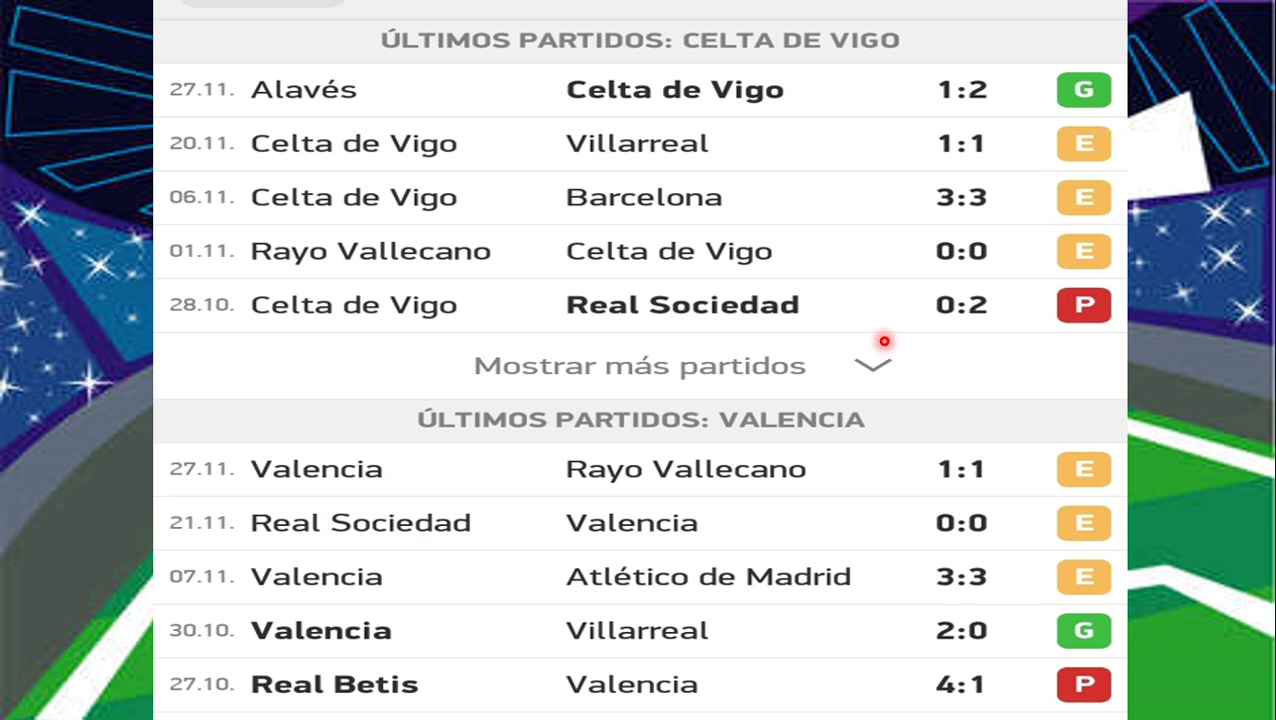 ÚLTIMOS PARTIDOS: CELTA DE VIGO
27.11. Alavés Celta de Vigo 1:2 G
20.11. Celta de Vigo Villarreal 1:1 E
06.11. Celta de Vigo Barcelona 3:3 E
01.11. Rayo Vallecano Celta de Vigo 0:0 E
28.10. Celta de Vigo Real Sociedad 0:2 P
Mostrar más partidos
ÚLTIMOS PARTIDOS: VALENCIA
27.11. Valencia Rayo Vallecano 1:1 E
21.11. Real Sociedad Valencia 0:0 E
07.11. Valencia Atlético de Madrid 3:3 E
30.10. Valencia Villarreal 2:0 G
27.10. Real Betis Valencia 4:1 P